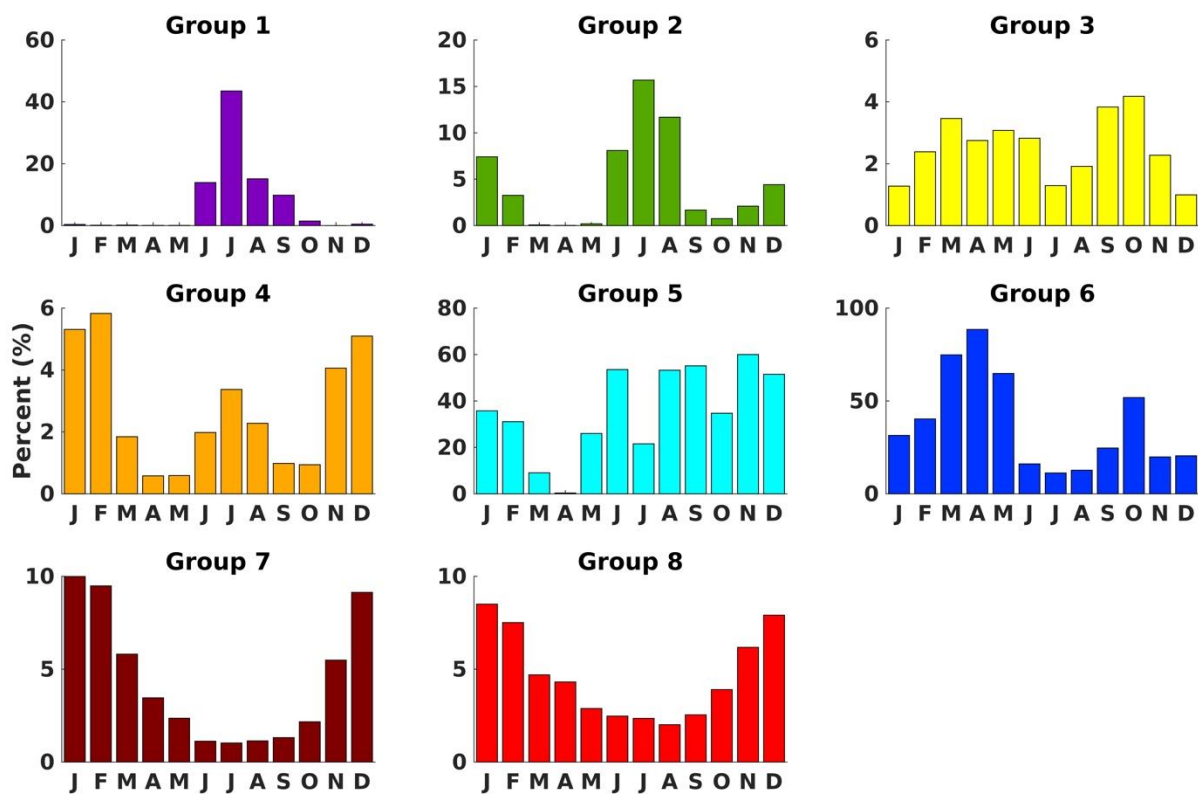 Group 1
60
40
20
0
J F M A M J J A S O N D
Group 2
20
15
10
5
0
J F M A M J J A S O N D
Group 3
6
4
2
0
J F M A M J J A S O N D
Percent (%)
Group 4
6
4
2
0
J F M A M J J A S O N D
Group 5
80
60
40
20
0
J F M A M J J A S O N D
Group 6
100
50
0
J F M A M J J A S O N D
Group 7
10
5
0
J F M A M J J A S O N D
Group 8
10
5
0
J F M A M J J A S O N D